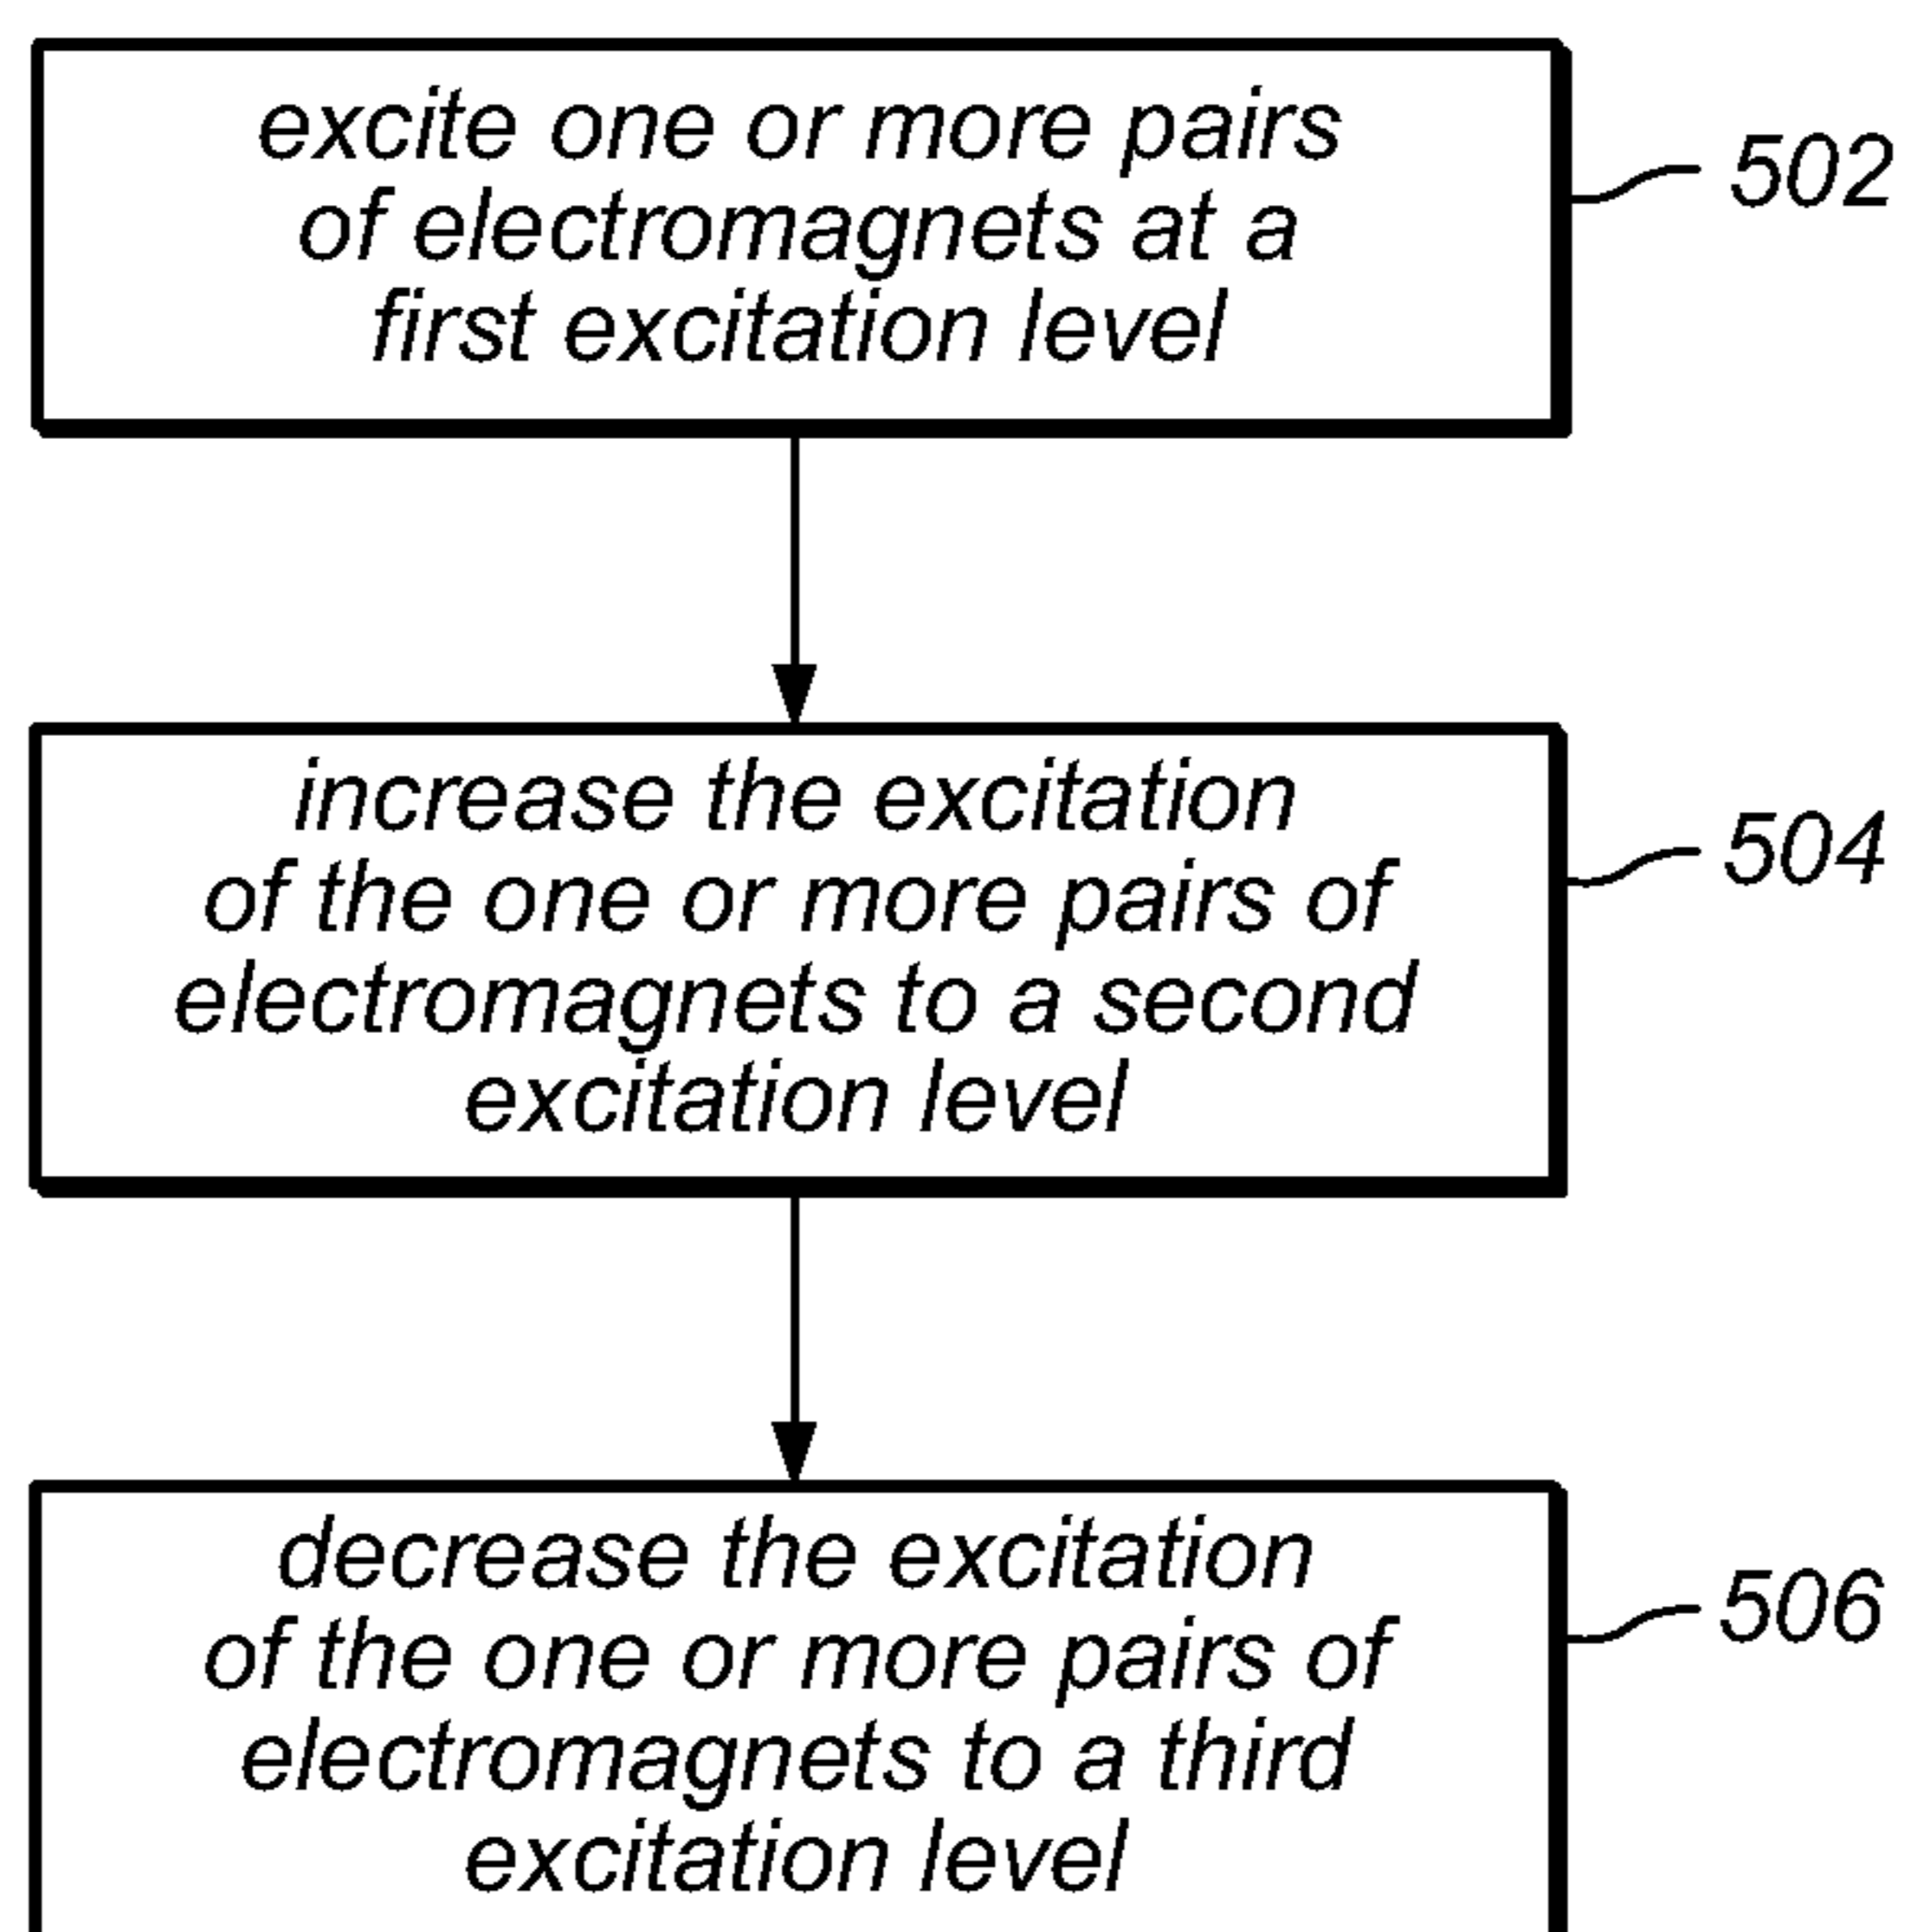 excite one or more pairs
of electromagnets at a
first excitation level
502
increase the excitation
of the one or more pairs of
electromagnets to a second
excitation level
504
decrease the excitation
of the one or more pairs of
electromagnets to a third
excitation level
506